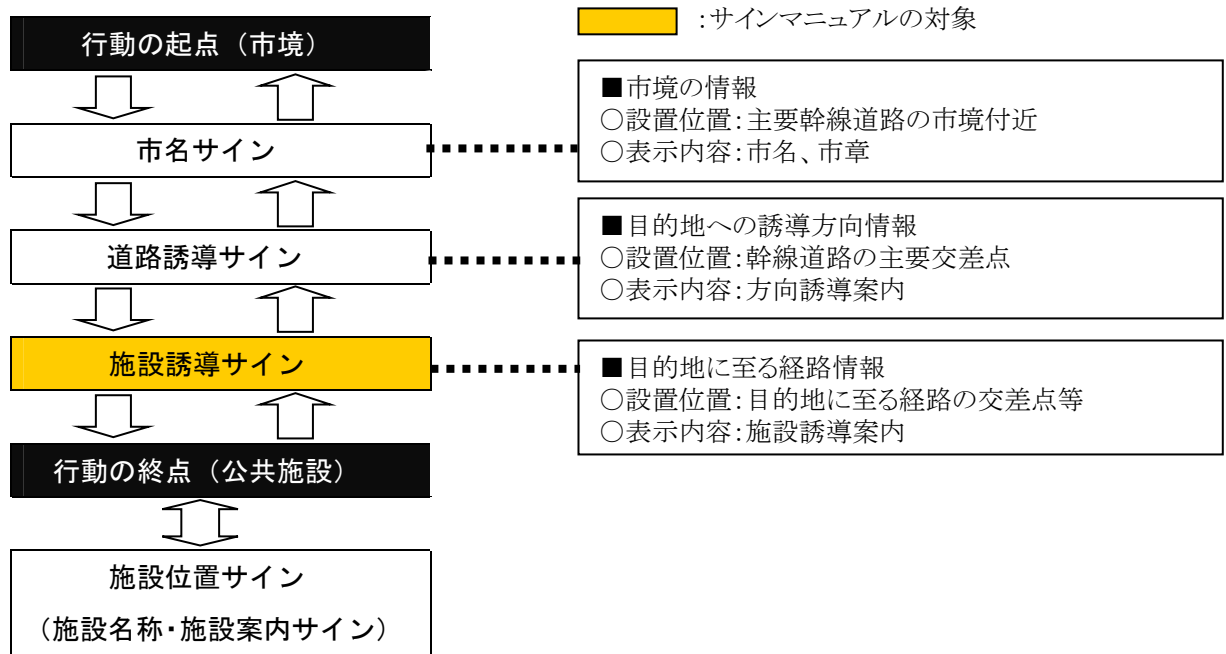 行動の起点（市境）
市名サイン
道路誘導サイン
施設誘導サイン
行動の終点（公共施設）
施設位置サイン
（施設名称・施設案内サイン）
：サインマニュアルの対象
■市境の情報
○設置位置：主要幹線道路の市境付近
○表示内容：市名、市章
■目的地への誘導方向情報
○設置位置：幹線道路の主要交差点
○表示内容：方向誘導案内
■目的地に至る経路情報
○設置位置：目的地に至る経路の交差点等
○表示内容：施設誘導案内